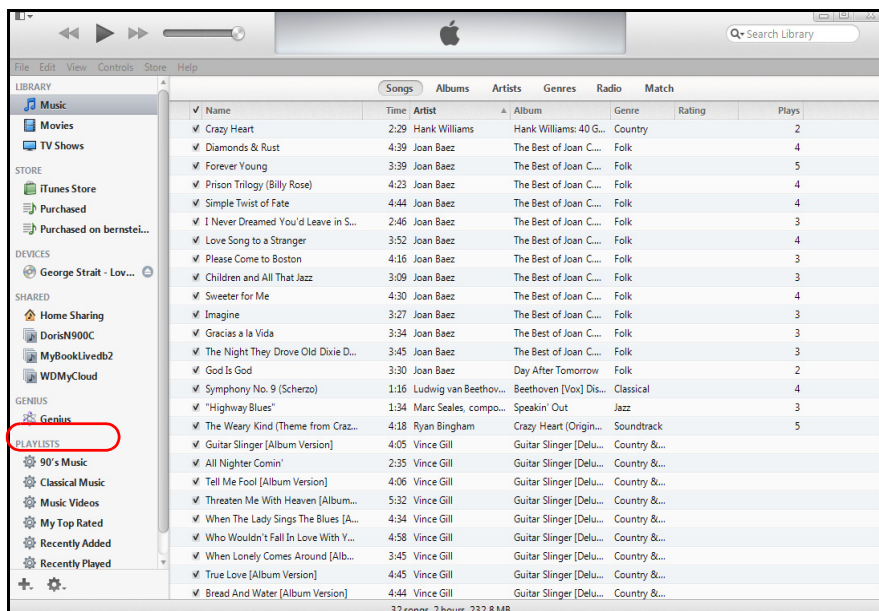 Search Library
File Edit View Controls Store Help
LIBRARY
Music
Movies
TV Shows
STORE
iTunes Store
Purchased
Purchased on bernstei...
DEVICES
George Strait - Lov...
SHARED
Home Sharing
DorisN900C
MyBookLivedb2
WDMyCloud
GENIUS
Genius
PLAYLISTS
90's Music
Classical Music
Music Videos
My Top Rated
Recently Added
Recently Played
Songs Albums Artists Genres Radio Match
Name Time Artist Album Genre Rating Plays
Crazy Heart 2:29 Hank Williams Hank Williams: 40 G... Country 2
Diamonds & Rust 4:39 Joan Baez The Best of Joan C... Folk 4
Forever Young 3:39 Joan Baez The Best of Joan C... Folk 5
Prison Trilogy (Billy Rose) 4:23 Joan Baez The Best of Joan C... Folk 4
Simple Twist of Fate 4:44 Joan Baez The Best of Joan C... Folk 4
I Never Dreamed You'd Leave in S... 2:46 Joan Baez The Best of Joan C... Folk 3
Love Song to a Stranger 3:52 Joan Baez The Best of Joan C... Folk 4
Please Come to Boston 4:16 Joan Baez The Best of Joan C... Folk 3
Children and All That Jazz 3:09 Joan Baez The Best of Joan C... Folk 3
Sweeter for Me 4:30 Joan Baez The Best of Joan C... Folk 4
Imagine 3:27 Joan Baez The Best of Joan C... Folk 3
Gracias a la Vida 3:34 Joan Baez The Best of Joan C... Folk 3
The Night They Drove Old Dixie D... 3:45 Joan Baez The Best of Joan C... Folk 3
God Is God 3:30 Joan Baez Day After Tomorrow Folk 2
Symphony No. 9 (Scherzo) 1:16 Ludwig van Beethov... Beethoven [Vox] Dis... Classical 4
"Highway Blues" 1:34 Marc Seales, compo... Speakin' Out Jazz 3
The Weary Kind (Theme from Craz... 4:18 Ryan Bingham Crazy Heart (Origin... Soundtrack 5
Guitar Slinger [Album Version] 4:05 Vince Gill Guitar Slinger [Delu... Country &...
All Nighter Comin' 2:35 Vince Gill Guitar Slinger [Delu... Country &...
Tell Me Fool [Album Version] 4:06 Vince Gill Guitar Slinger [Delu... Country &...
Threaten Me With Heaven [Album... 5:32 Vince Gill Guitar Slinger [Delu... Country &...
When The Lady Sings The Blues [A... 4:34 Vince Gill Guitar Slinger [Delu... Country &...
Who Wouldn't Fall In Love With Y... 4:58 Vince Gill Guitar Slinger [Delu... Country &...
When Lonely Comes Around [Alb... 3:45 Vince Gill Guitar Slinger [Delu... Country &...
True Love [Album Version] 4:45 Vince Gill Guitar Slinger [Delu... Country &...
Bread And Water [Album Version] 4:44 Vince Gill Guitar Slinger [Delu... Country &...
32 songs, 2 hours, 232.8 MB